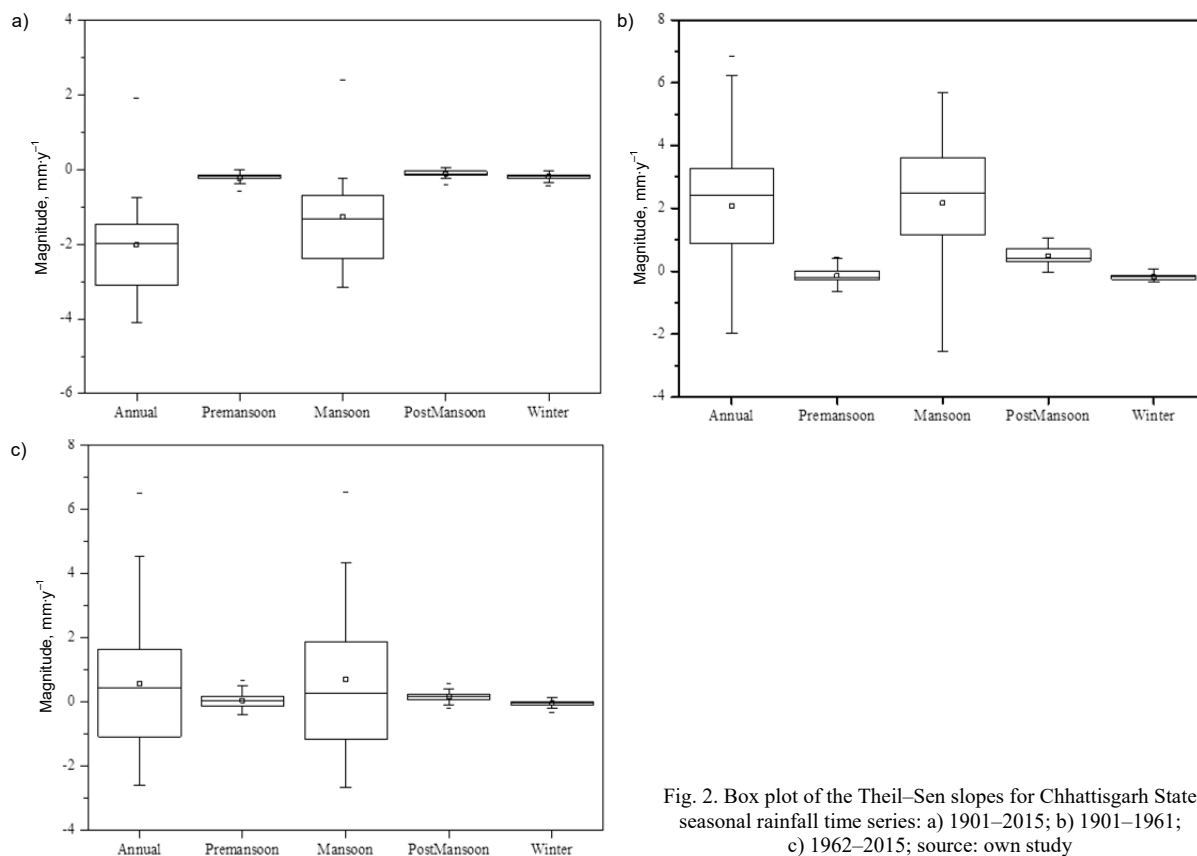 a)
4
2
0
-2
-4
-6
Magnitude, mm·y⁻¹
Annual Premansoon Mansoon PostMansoon Winter
b)
8
6
4
2
0
-2
-4
Magnitude, mm·y⁻¹
Annual Premansoon Mansoon PostMansoon Winter
c)
8
6
4
2
0
-2
-4
Magnitude, mm·y⁻¹
Annual Premansoon Mansoon PostMansoon Winter
Fig. 2. Box plot of the Theil–Sen slopes for Chhattisgarh State
seasonal rainfall time series: a) 1901–2015; b) 1901–1961;
c) 1962–2015; source: own study